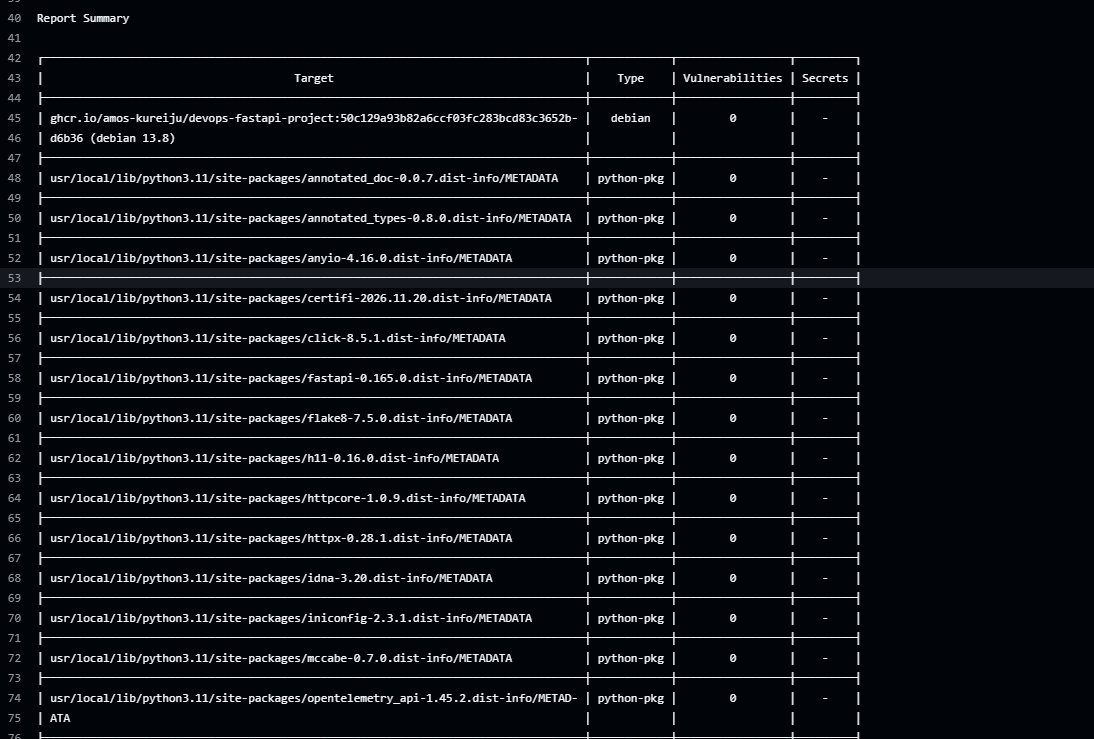 40 Report Summary
41
42
43 Target Type Vulnerabilities Secrets
44
45 ghcr.io/amos-kureiju/devops-fastapi-project:50c129a93b82a6ccf03fc283bcd83c3652b- debian 0 -
46 d6b36 (debian 13.8)
47
48 usr/local/lib/python3.11/site-packages/annotated_doc-0.0.7.dist-info/METADATA python-pkg 0 -
49
50 usr/local/lib/python3.11/site-packages/annotated_types-0.8.0.dist-info/METADATA python-pkg 0 -
51
52 usr/local/lib/python3.11/site-packages/anyio-4.16.0.dist-info/METADATA python-pkg 0 -
53
54 usr/local/lib/python3.11/site-packages/certifi-2026.11.20.dist-info/METADATA python-pkg 0 -
55
56 usr/local/lib/python3.11/site-packages/click-8.5.1.dist-info/METADATA python-pkg 0 -
57
58 usr/local/lib/python3.11/site-packages/fastapi-0.165.0.dist-info/METADATA python-pkg 0 -
59
60 usr/local/lib/python3.11/site-packages/flake8-7.5.0.dist-info/METADATA python-pkg 0 -
61
62 usr/local/lib/python3.11/site-packages/h11-0.16.0.dist-info/METADATA python-pkg 0 -
63
64 usr/local/lib/python3.11/site-packages/httpcore-1.0.9.dist-info/METADATA python-pkg 0 -
65
66 usr/local/lib/python3.11/site-packages/httpx-0.28.1.dist-info/METADATA python-pkg 0 -
67
68 usr/local/lib/python3.11/site-packages/idna-3.20.dist-info/METADATA python-pkg 0 -
69
70 usr/local/lib/python3.11/site-packages/iniconfig-2.3.1.dist-info/METADATA python-pkg 0 -
71
72 usr/local/lib/python3.11/site-packages/mccabe-0.7.0.dist-info/METADATA python-pkg 0 -
73
74 usr/local/lib/python3.11/site-packages/opentelemetry_api-1.45.2.dist-info/METAD- python-pkg 0 -
75 ATA
76